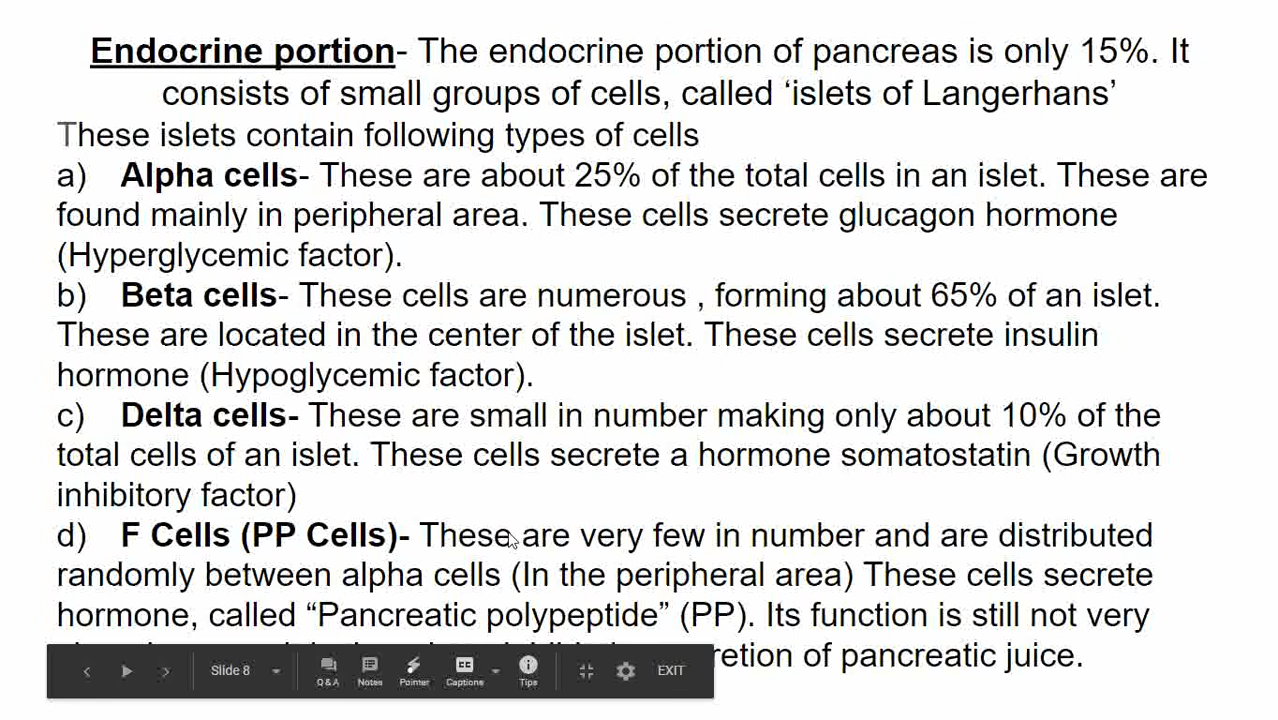 Endocrine portion- The endocrine portion of pancreas is only 15%. It
consists of small groups of cells, called ‘islets of Langerhans’
These islets contain following types of cells
a) Alpha cells- These are about 25% of the total cells in an islet. These are
found mainly in peripheral area. These cells secrete glucagon hormone
(Hyperglycemic factor).
b) Beta cells- These cells are numerous , forming about 65% of an islet.
These are located in the center of the islet. These cells secrete insulin
hormone (Hypoglycemic factor).
c) Delta cells- These are small in number making only about 10% of the
total cells of an islet. These cells secrete a hormone somatostatin (Growth
inhibitory factor)
d) F Cells (PP Cells)- These are very few in number and are distributed
randomly between alpha cells (In the peripheral area) These cells secrete
hormone, called “Pancreatic polypeptide” (PP). Its function is still not very
of pancreatic juice.
Slide 8 Q&A Notes Pointer Captions Tips EXIT